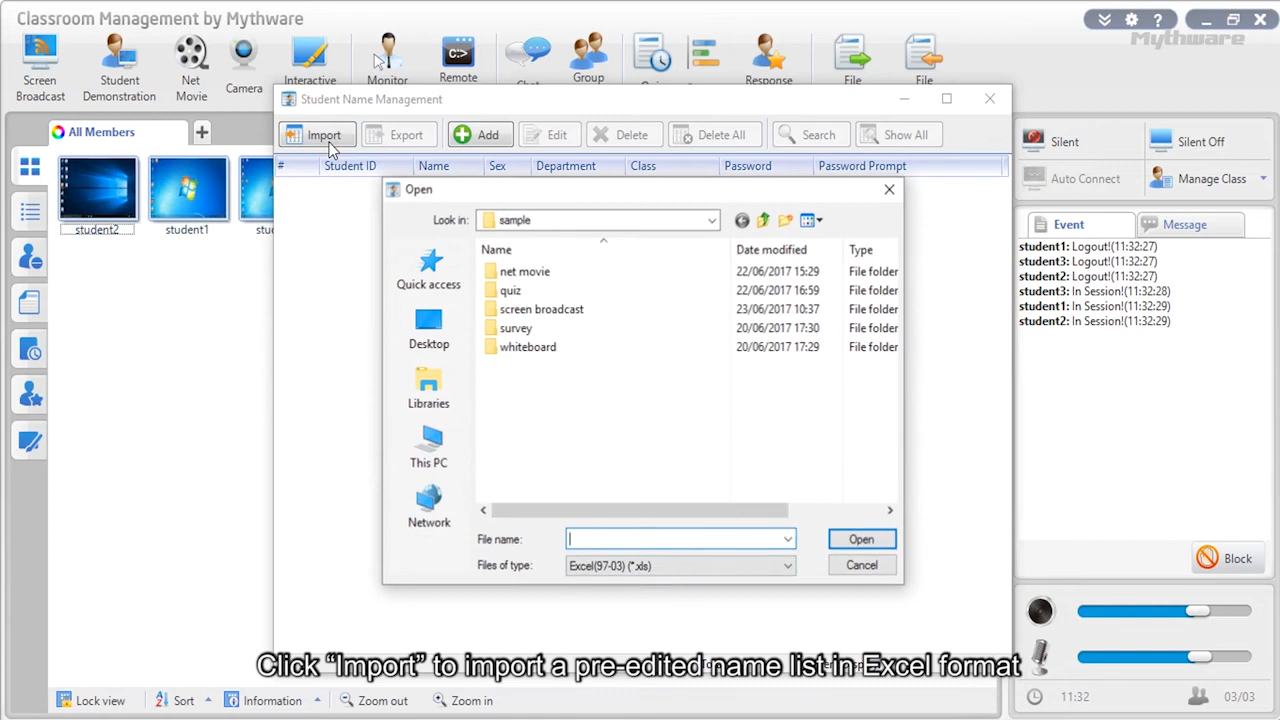 Classroom Management by Mythware
Mythware
Screen Broadcast
Student Demonstration
Net Movie
Camera
Interactive
Monitor
Remote
Group
Response
File
File
Student Name Management
Import
Export
Add
Edit
Delete
Delete All
Search
Show All
# Student ID Name Sex Department Class Password Password Prompt
All Members
student2
student1
Open
Look in: sample
Name Date modified Type
net movie 22/06/2017 15:29 File folder
quiz 22/06/2017 16:59 File folder
screen broadcast 23/06/2017 10:37 File folder
survey 20/06/2017 17:30 File folder
whiteboard 20/06/2017 17:29 File folder
Quick access
Desktop
Libraries
This PC
Network
File name: Open
Files of type: Excel(97-03) (*.xls) Cancel
Silent
Silent Off
Auto Connect
Manage Class
Event
Message
student1: Logout!(11:32:27)
student3: Logout!(11:32:27)
student2: Logout!(11:32:27)
student3: In Session!(11:32:28)
student1: In Session!(11:32:29)
student2: In Session!(11:32:29)
Block
Click “Import” to import a pre-edited name list in Excel format
Lock view
Sort
Information
Zoom out
Zoom in
11:32
03/03